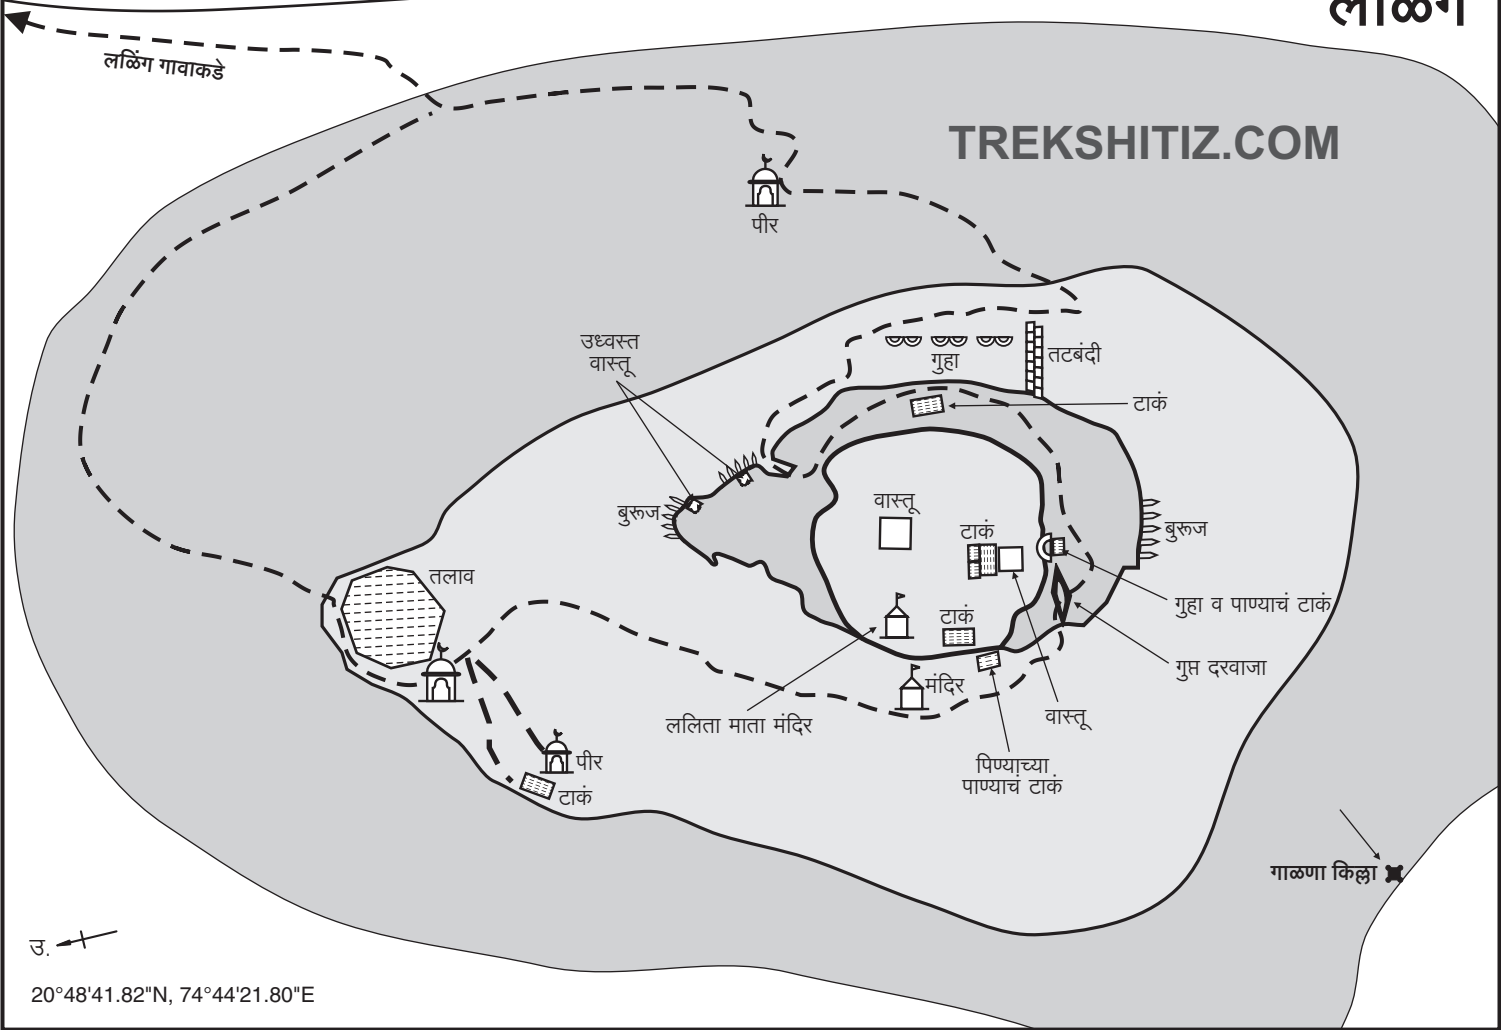 लळिंग गावाकडे
TREKSHITIZ.COM
पीर
उध्वस्त
वास्तू
गुहा
तटबंदी
टाकं
बुरूज
वास्तू
टाकं
बुरूज
तलाव
गुहा व पाण्याचं टाकं
टाकं
गुप्त दरवाजा
मंदिर
ललिता माता मंदिर
वास्तू
पीर
पिण्याच्या
पाण्याचं टाकं
टाकं
गाळणा किल्ला
उ.
20°48'41.82"N, 74°44'21.80"E